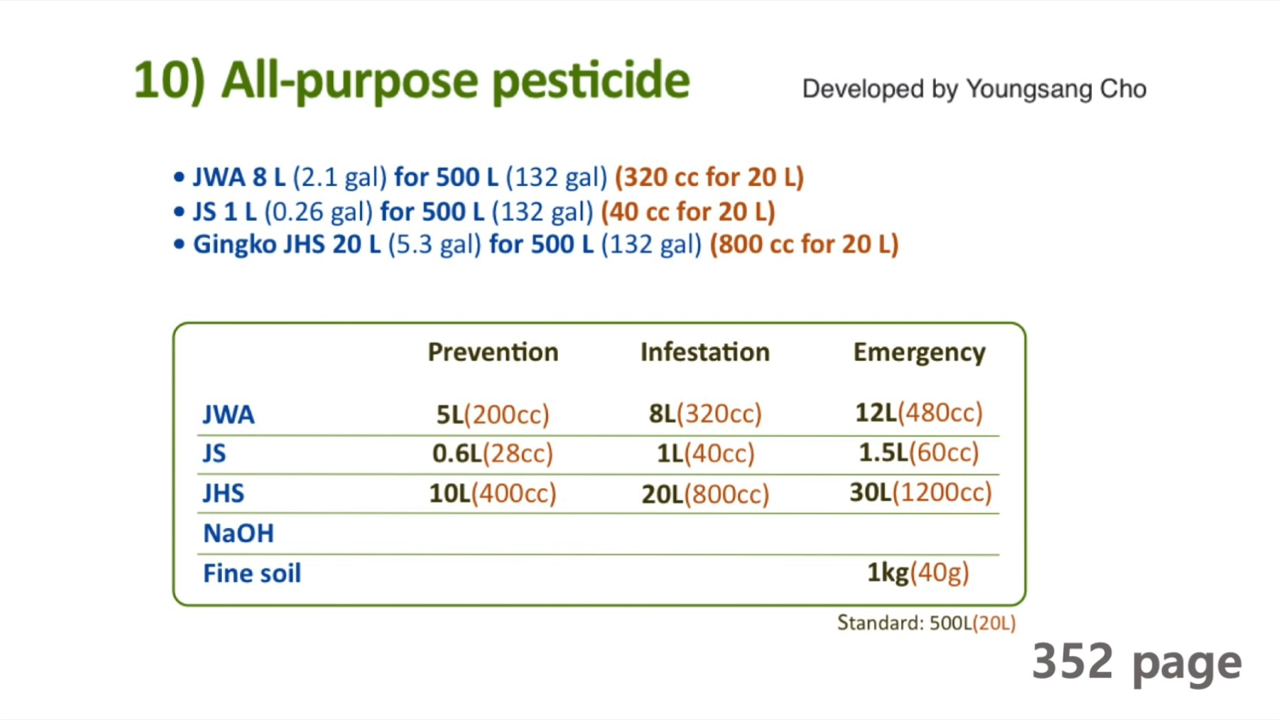 10) All-purpose pesticide
Developed by Youngsang Cho
• JWA 8 L (2.1 gal) for 500 L (132 gal) (320 cc for 20 L)
• JS 1 L (0.26 gal) for 500 L (132 gal) (40 cc for 20 L)
• Gingko JHS 20 L (5.3 gal) for 500 L (132 gal) (800 cc for 20 L)
Prevention Infestation Emergency
JWA 5L(200cc) 8L(320cc) 12L(480cc)
JS 0.6L(28cc) 1L(40cc) 1.5L(60cc)
JHS 10L(400cc) 20L(800cc) 30L(1200cc)
NaOH
Fine soil 1kg(40g)
Standard: 500L(20L)
352 page